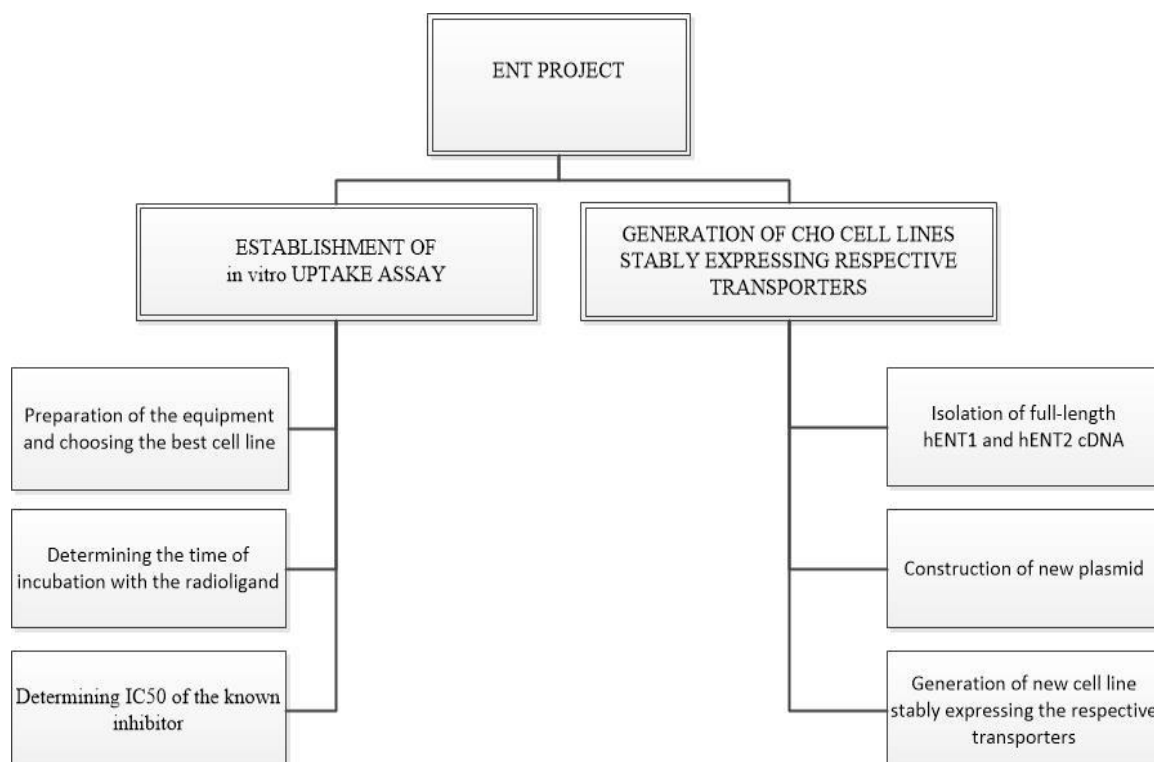 ENT PROJECT
ESTABLISHMENT OF
in vitro UPTAKE ASSAY
GENERATION OF CHO CELL LINES
STABLY EXPRESSING RESPECTIVE
TRANSPORTERS
Preparation of the equipment
and choosing the best cell line
Determining the time of
incubation with the radioligand
Determining IC50 of the known
inhibitor
Isolation of full-length
hENT1 and hENT2 cDNA
Construction of new plasmid
Generation of new cell line
stably expressing the respective
transporters